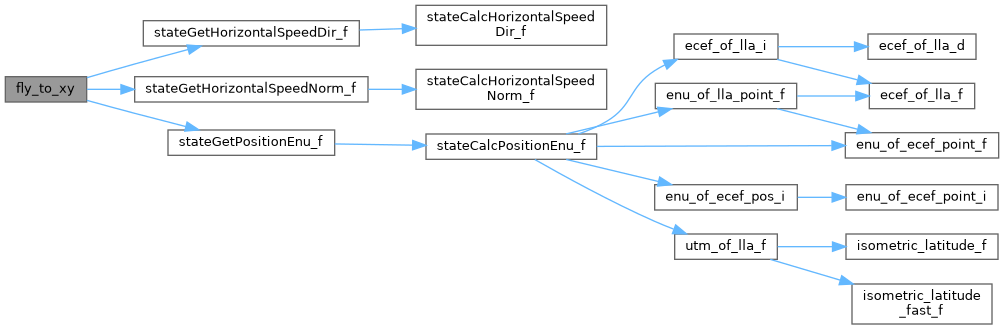 fly_to_xy
stateGetHorizontalSpeedDir_f
stateGetHorizontalSpeedNorm_f
stateGetPositionEnu_f
stateCalcHorizontalSpeed
Dir_f
stateCalcHorizontalSpeed
Norm_f
stateCalcPositionEnu_f
ecef_of_lla_i
enu_of_lla_point_f
enu_of_ecef_pos_i
utm_of_lla_f
ecef_of_lla_d
ecef_of_lla_f
enu_of_ecef_point_f
enu_of_ecef_point_i
isometric_latitude_f
isometric_latitude
_fast_f